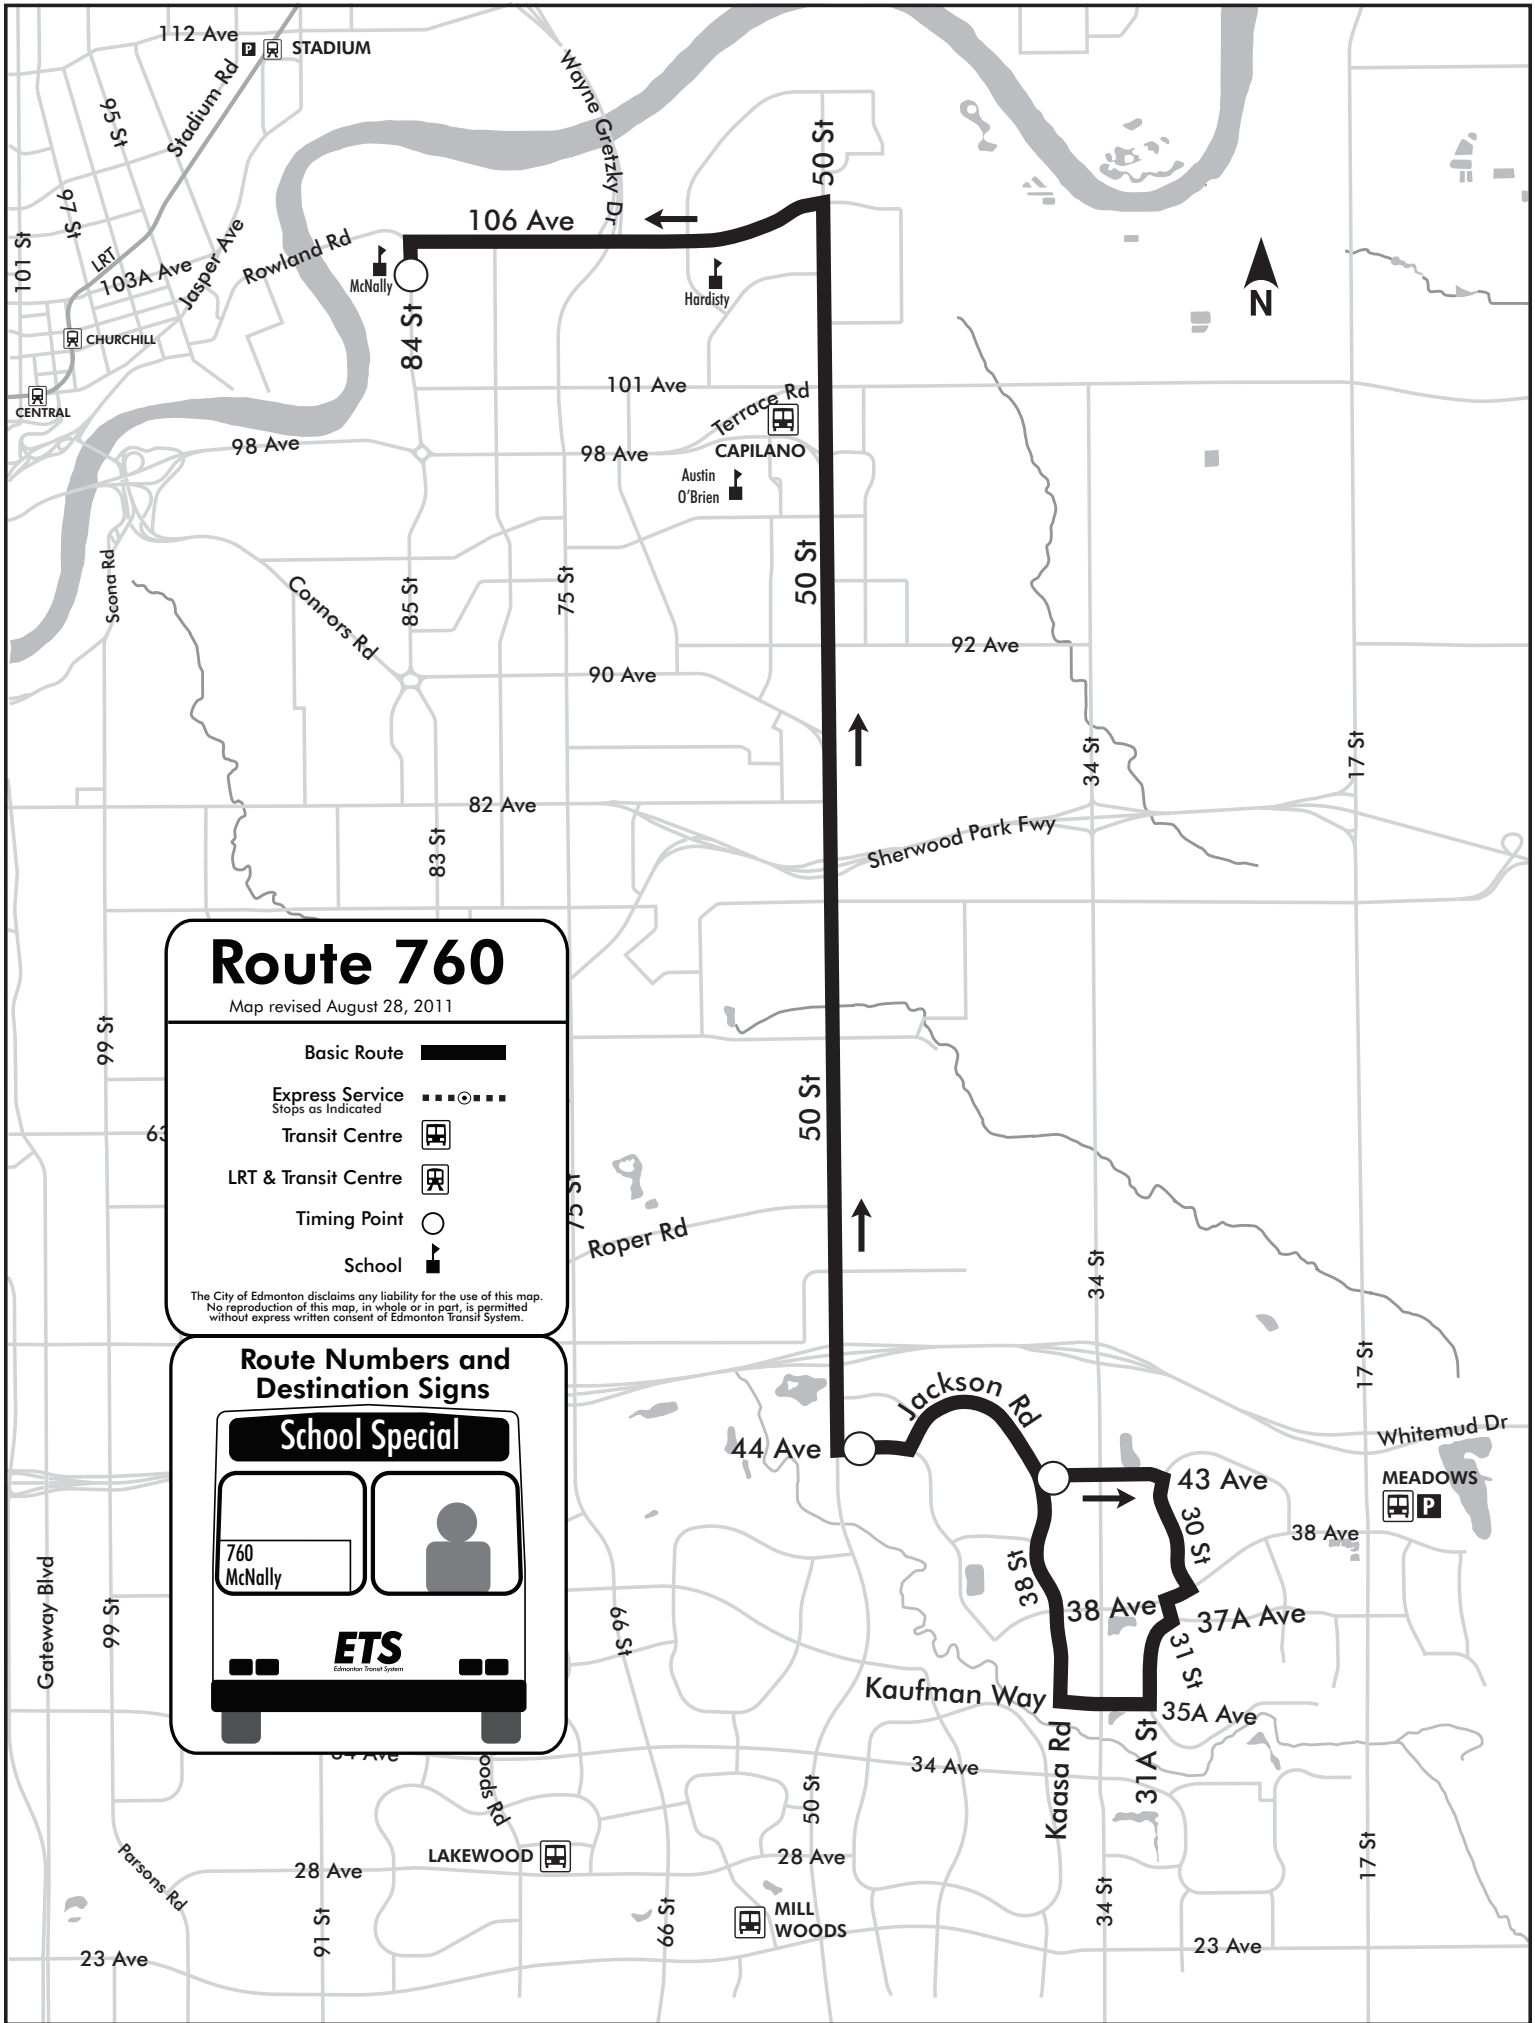 112 Ave
P
STADIUM
Stadium Rd
95 St
97 St
101 St
LRT
103A Ave
Jasper Ave
Rowland Rd
CHURCHILL
CENTRAL
Wayne Gretzky Dr
50 St
106 Ave
McNally
Hardisty
84 St
N
101 Ave
Terrace Rd
CAPILANO
98 Ave
98 Ave
Austin
O'Brien
Scona Rd
Connors Rd
85 St
75 St
50 St
92 Ave
90 Ave
34 St
17 St
82 Ave
83 St
Sherwood Park Fwy
99 St
63
Route 760
Map revised August 28, 2011
Basic Route
Express Service
Stops as Indicated
Transit Centre
LRT & Transit Centre
Timing Point
School
The City of Edmonton disclaims any liability for the use of this map.
No reproduction of this map, in whole or in part, is permitted
without express written consent of Edmonton Transit System.
50 St
75 St
Roper Rd
34 St
17 St
Route Numbers and
Destination Signs
School Special
760
McNally
ETS
Edmonton Transit System
Jackson Rd
44 Ave
43 Ave
Whitemud Dr
MEADOWS
P
30 St
38 Ave
38 St
38 Ave
37A Ave
31 St
Kaufman Way
35A Ave
Kaasa Rd
31A St
Gateway Blvd
99 St
66 St
34 Ave
oods Rd
34 Ave
50 St
LAKEWOOD
28 Ave
28 Ave
Parsons Rd
91 St
66 St
MILL
WOODS
34 St
17 St
23 Ave
23 Ave